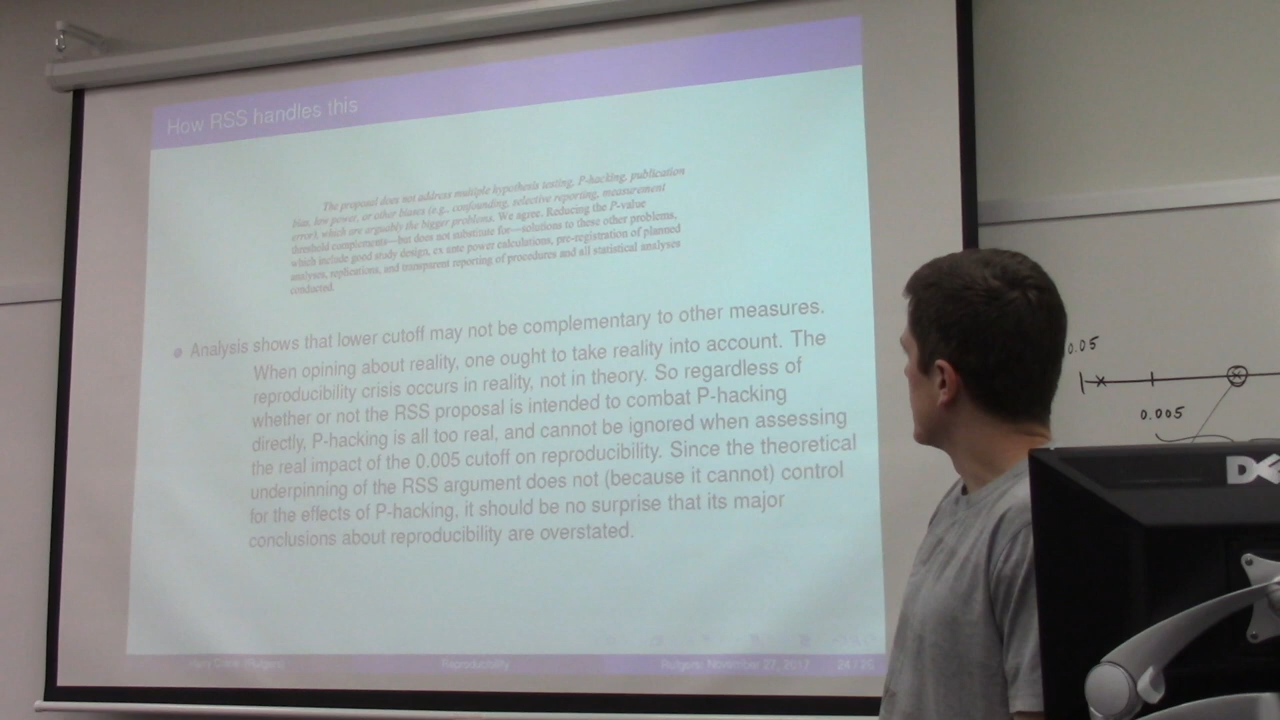 How RSS handles this
The proposal does not address multiple hypothesis testing, P-hacking, publication
bias, low power, or other biases (e.g., confounding, selective reporting, measurement
error), which are arguably the bigger problems. We agree. Reducing the P-value
threshold complements—but does not substitute for—solutions to these other problems,
which include good study design, ex ante power calculations, pre-registration of planned
analyses, replications, and transparent reporting of procedures and all statistical analyses
conducted.
Analysis shows that lower cutoff may not be complementary to other measures.
When opining about reality, one ought to take reality into account. The
reproducibility crisis occurs in reality, not in theory. So regardless of
whether or not the RSS proposal is intended to combat P-hacking
directly, P-hacking is all too real, and cannot be ignored when assessing
the real impact of the 0.005 cutoff on reproducibility. Since the theoretical
underpinning of the RSS argument does not (because it cannot) control
for the effects of P-hacking, it should be no surprise that its major
conclusions about reproducibility are overstated.
Harry Crane (Rutgers) Reproducibility Rutgers: November 27, 2017 24 / 26
0.05
0.005